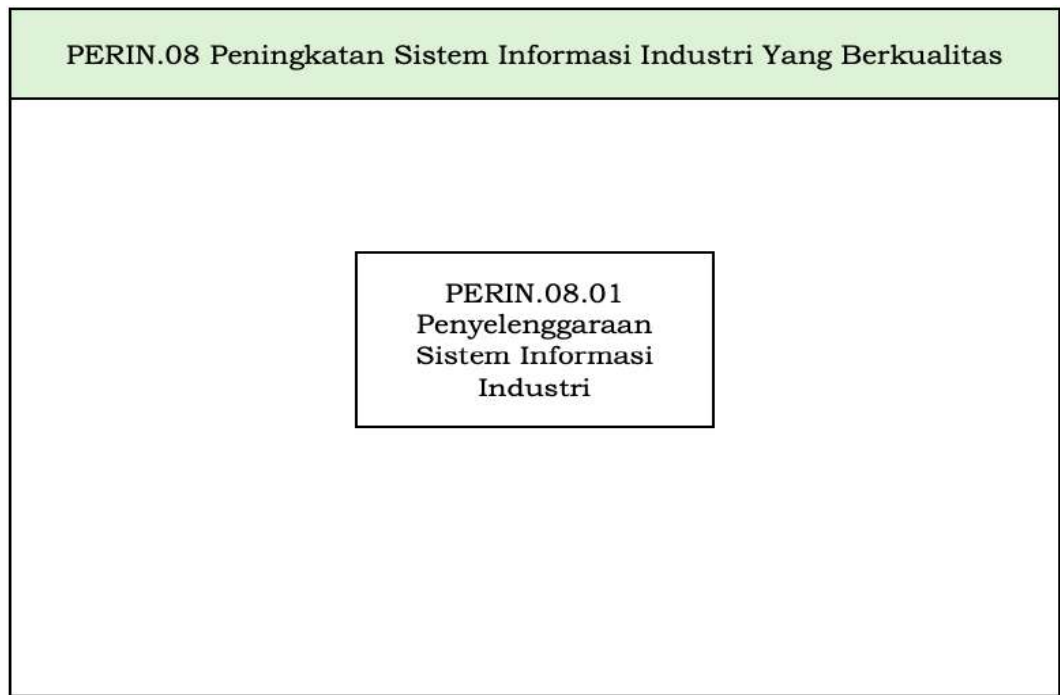 PERIN.08 Peningkatan Sistem Informasi Industri Yang Berkualitas
PERIN.08.01
Penyelenggaraan
Sistem Informasi
Industri